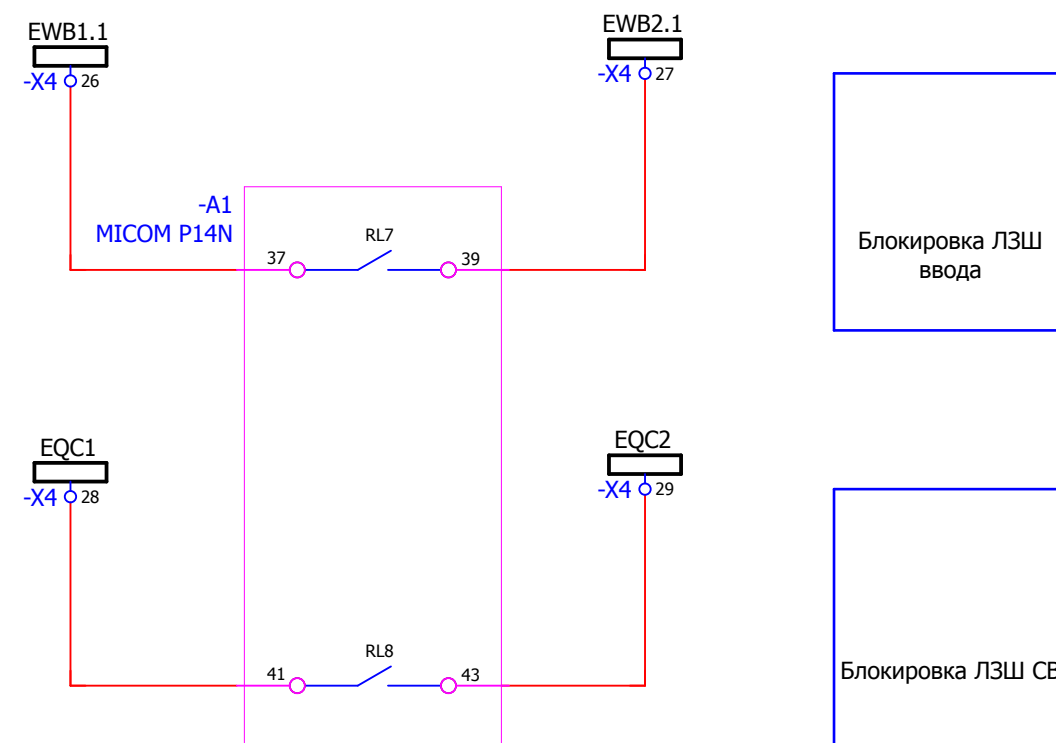 EWB1.1
EWB2.1
-X4 26
-X4 27
-A1
MICOM P14N
RL7
37
39
Блокировка ЛЗШ
ввода
EQC1
EQC2
-X4 28
-X4 29
RL8
41
43
Блокировка ЛЗШ СВ